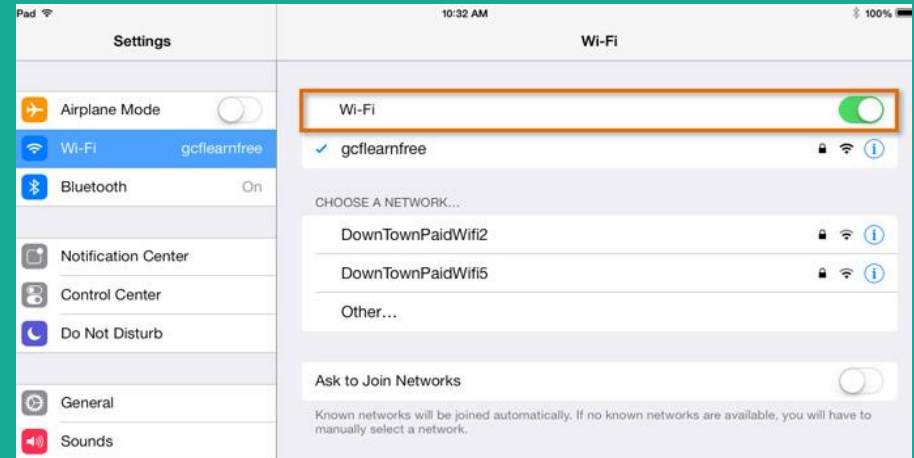 Pad
10:32 AM
100%
Settings
Wi-Fi
Airplane Mode
Wi-Fi gcflearnfree
Bluetooth On
Notification Center
Control Center
Do Not Disturb
General
Sounds
Wi-Fi
gcflearnfree
CHOOSE A NETWORK...
DownTownPaidWifi2
DownTownPaidWifi5
Other...
Ask to Join Networks
Known networks will be joined automatically. If no known networks are available, you will have to
manually select a network.